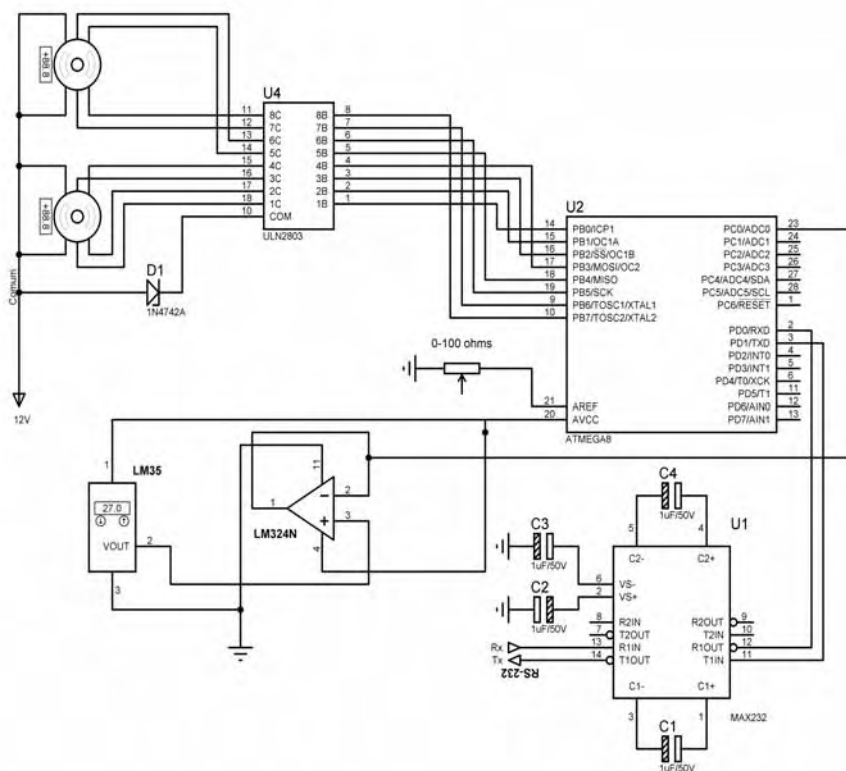 +88.8
+88.8
Comum
12V
D1
1N4742A
U4
11 8C 8B 8
12 7C 7B 7
13 6C 6B 6
14 5C 5B 5
15 4C 4B 4
16 3C 3B 3
17 2C 2B 2
18 1C 1B 1
10 COM
ULN2803
U2
14 PB0/ICP1 PC0/ADC0 23
15 PB1/OC1A PC1/ADC1 24
16 PB2/SS/OC1B PC2/ADC2 25
17 PB3/MOSI/OC2 PC3/ADC3 26
18 PB4/MISO PC4/ADC4/SDA 27
19 PB5/SCK PC5/ADC5/SCL 28
9 PB6/TOSC1/XTAL1 PC6/RESET 1
10 PB7/TOSC2/XTAL2
PD0/RXD 2
PD1/TXD 3
PD2/INT0 4
PD3/INT1 5
PD4/T0/XCK 6
PD5/T1 11
21 AREF PD6/AIN0 12
20 AVCC PD7/AIN1 13
ATMEGA8
0-100 ohms
1
LM35
27.0
VOUT 2
3
11
1
2
3
4
LM324N
C4
1uF/50V
5 4
U1
C3
1uF/50V
C2
1uF/50V
C2- C2+
6 VS-
2 VS+
8 R2IN R2OUT 9
7 T2OUT T2IN 10
Rx 13 R1IN R1OUT 12
Tx 14 T1OUT T1IN 11
RS-232
C1- C1+
3 1
MAX232
C1
1uF/50V